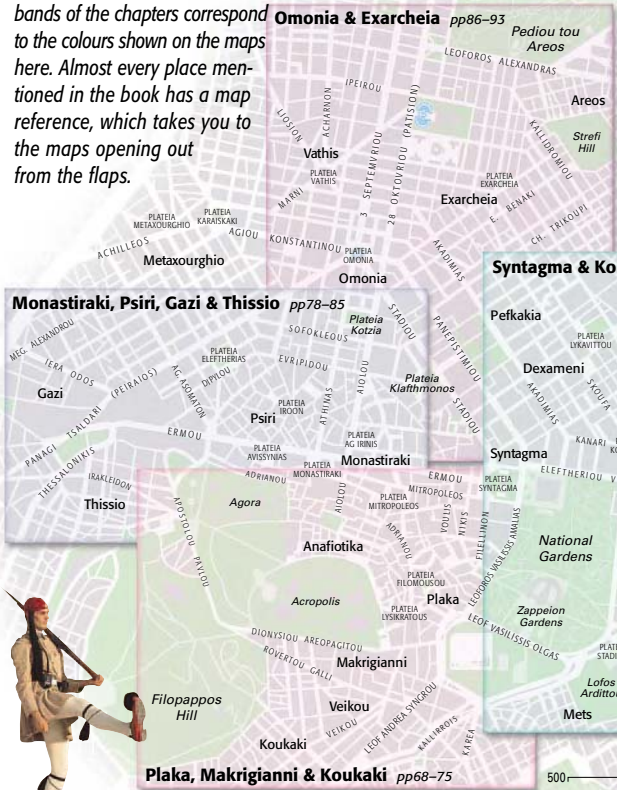 bands of the chapters correspond
to the colours shown on the maps
here. Almost every place men-
tioned in the book has a map
reference, which takes you to
the maps opening out
from the flaps.
Omonia & Exarcheia pp86–93
Pediou tou
Areos
LEOFOROS ALEXANDRAS
IPEIROU
Areos
LIOSION
ACHARNON
3 SEPTEMVRIOU
28 OKTOVRIOU (PATISION)
KALLIDROMIOU
Strefi
Hill
Vathis
PLATEIA
VATHIS
MARNI
PLATEIA
EXARCHEIA
Exarcheia
E. BENAKI
CH. TRIKOUPI
PLATEIA
METAXOURGHIO
PLATEIA
KARAISKAKI
ACHILLEOS
AGIOU KONSTANTINOU
Metaxourghio
PLATEIA
OMONIA
Omonia
AKADIMIAS
PANEPISTIMIOU
STADIOU
STADIOU
Syntagma & Ko
Pefkakia
PLATEIA
LYKAVITTOU
Dexameni
AKADIMIAS
SKOUFA
KANARI
Syntagma
ELEFTHERIOU V
PLATEIA
SYNTAGMA
National
Gardens
Zappeion
Gardens
LEOFOROS VASILISSIS AMALIAS
LEOF VASILISSIS OLGAS
Lofos
Mets
Monastiraki, Psiri, Gazi & Thissio pp78–85
MEG. ALEXANDROU
IERA ODOS
Gazi
PANAGI TSALDARI (PEIRAIOS)
THESSALONIKIS
IRAKLEIDON
Thissio
ERMOU
AG. ASOMATON
DIPYLOU
PLATEIA
ELEFTHERIAS
SOFOKLEOUS
Plateia
Kotzia
EVRIPIDOU
Psiri
PLATEIA
IROON
ATHINAS
AIOLOU
Plateia
Klafthmonos
PLATEIA
AG IRINIS
PLATEIA
AVISSYNIAS
PLATEIA
MONASTIRAKI
Monastiraki
ADRIANOU
Agora
AIOLOU
ERMOU
MITROPOLEOS
PLATEIA
MITROPOLEOS
VOULIS
NIKIS
FILELLINON
APOSTOLOU PAVLOU
Anafiotika
ADRIANOU
PLATEIA
FILOMOUSOU
Plaka
Acropolis
PLATEIA
LYSIKRATOUS
DIONYSIOU AREOPAGITOU
ROVERTOU GALLI
Makrigianni
Filopappos
Hill
Veikou
VEIKOU
LEOF ANDREA SYNGROU
KALLIRROIS
KAREA
Koukaki
Plaka, Makrigianni & Koukaki pp68–75
500